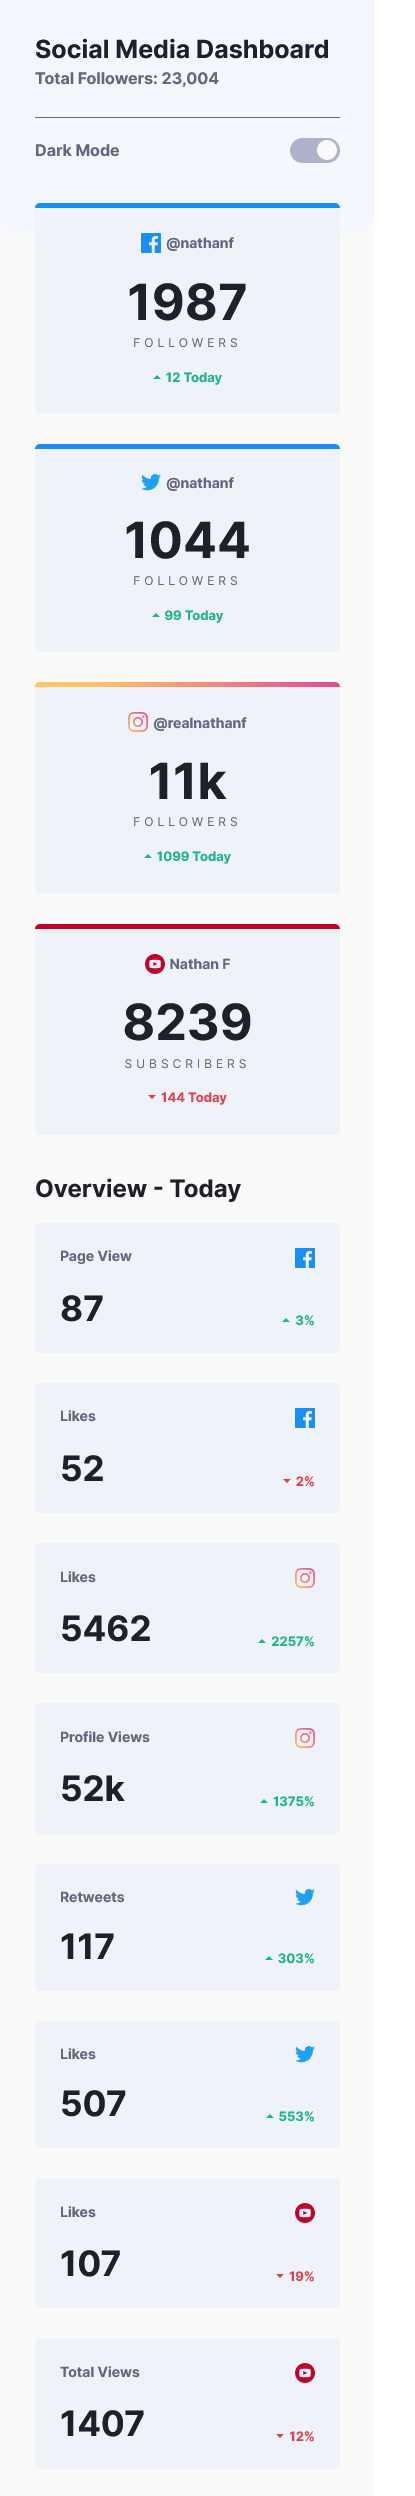 Social Media Dashboard
Total Followers: 23,004
Dark Mode
@nathanf
1987
FOLLOWERS
12 Today
@nathanf
1044
FOLLOWERS
99 Today
@realnathanf
11k
FOLLOWERS
1099 Today
Nathan F
8239
SUBSCRIBERS
144 Today
Overview - Today
Page View
87
3%
Likes
52
2%
Likes
5462
2257%
Profile Views
52k
1375%
Retweets
117
303%
Likes
507
553%
Likes
107
19%
Total Views
1407
12%